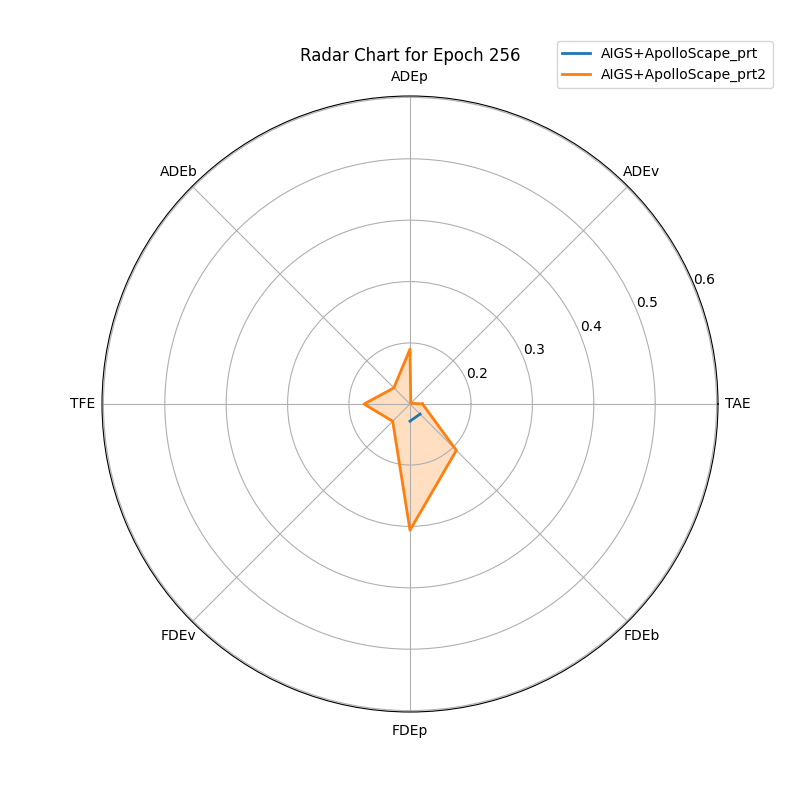 Radar Chart for Epoch 256
AIGS+ApolloScape_prt
AIGS+ApolloScape_prt2
ADEp
ADEb
ADEv
0.6
0.5
0.4
0.3
0.2
TFE
TAE
FDEv
FDEb
FDEp